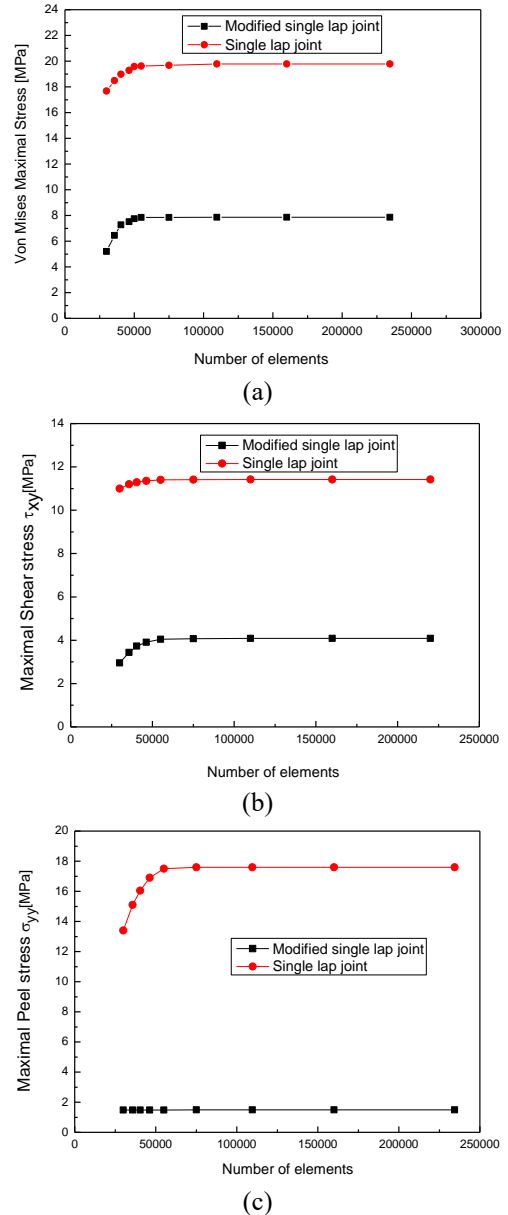 Modified single lap joint
Single lap joint
Von Mises Maximal Stress [MPa]
24
22
20
18
16
14
12
10
8
6
4
2
0
0 50000 100000 150000 200000 250000 300000
Number of elements
(a)
Modified single lap joint
Single lap joint
Maximal Shear stress τxy[MPa]
14
12
10
8
6
4
2
0
0 50000 100000 150000 200000 250000
Number of elements
(b)
Modified single lap joint
Single lap joint
Maximal Peel stress σyy[MPa]
20
18
16
14
12
10
8
6
4
2
0
0 50000 100000 150000 200000 250000
Number of elements
(c)